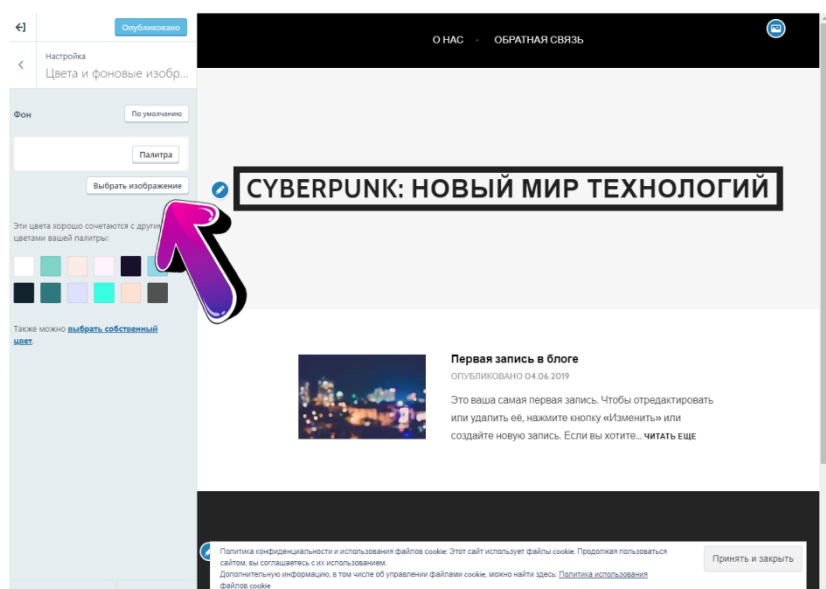 Опубликовано
Настройка
Цвета и фоновые изобр...
Фон
По умолчанию
Палитра
Выбрать изображение
Эти цвета хорошо сочетаются с
цветами вашей палитры:
Также можно выбрать собственный
цвет.
О НАС - ОБРАТНАЯ СВЯЗЬ
CYBERPUNK: НОВЫЙ МИР ТЕХНОЛОГИЙ
Первая запись в блоге
ОПУБЛИКОВАНО 04.06.2019
Это ваша самая первая запись. Чтобы отредактировать
или удалить её, нажмите кнопку «Изменить» или
создайте новую запись. Если вы хотите... ЧИТАТЬ ЕЩЕ
Политика конфиденциальности и использования файлов cookie: Этот сайт использует файлы cookie. Продолжая пользоваться
сайтом, вы соглашаетесь с их использованием.
Дополнительную информацию, в том числе об управлении файлами cookie, можно найти здесь: Политика использования
файлов cookie
Принять и закрыть